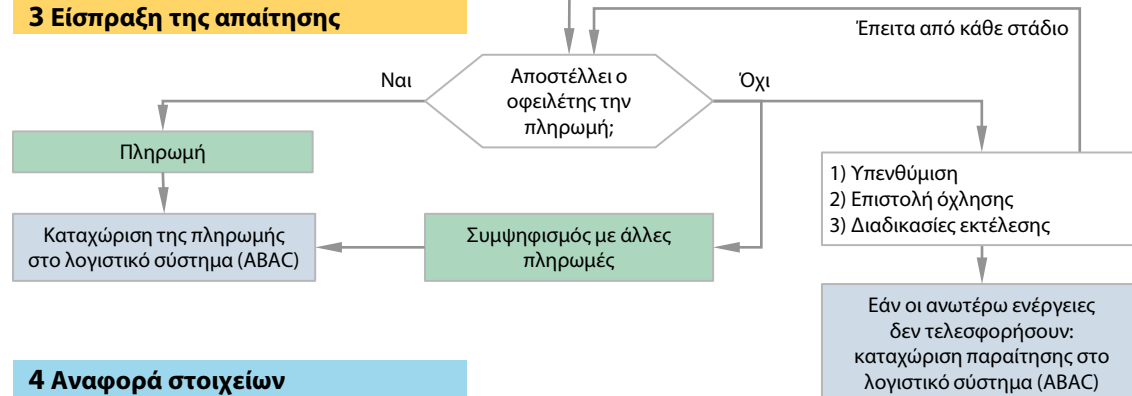 3 Είσπραξη της απαίτησης
Έπειτα από κάθε στάδιο
Ναι
Αποστέλλει ο
οφειλέτης την
πληρωμή;
Όχι
Πληρωμή
1) Υπενθύμιση
2) Επιστολή όχλησης
3) Διαδικασίες εκτέλεσης
Καταχώριση της πληρωμής
στο λογιστικό σύστημα (ABAC)
Συμψηφισμός με άλλες
πληρωμές
Εάν οι ανωτέρω ενέργειες
δεν τελεσφορήσουν:
καταχώριση παραίτησης στο
λογιστικό σύστημα (ABAC)
4 Αναφορά στοιχείων